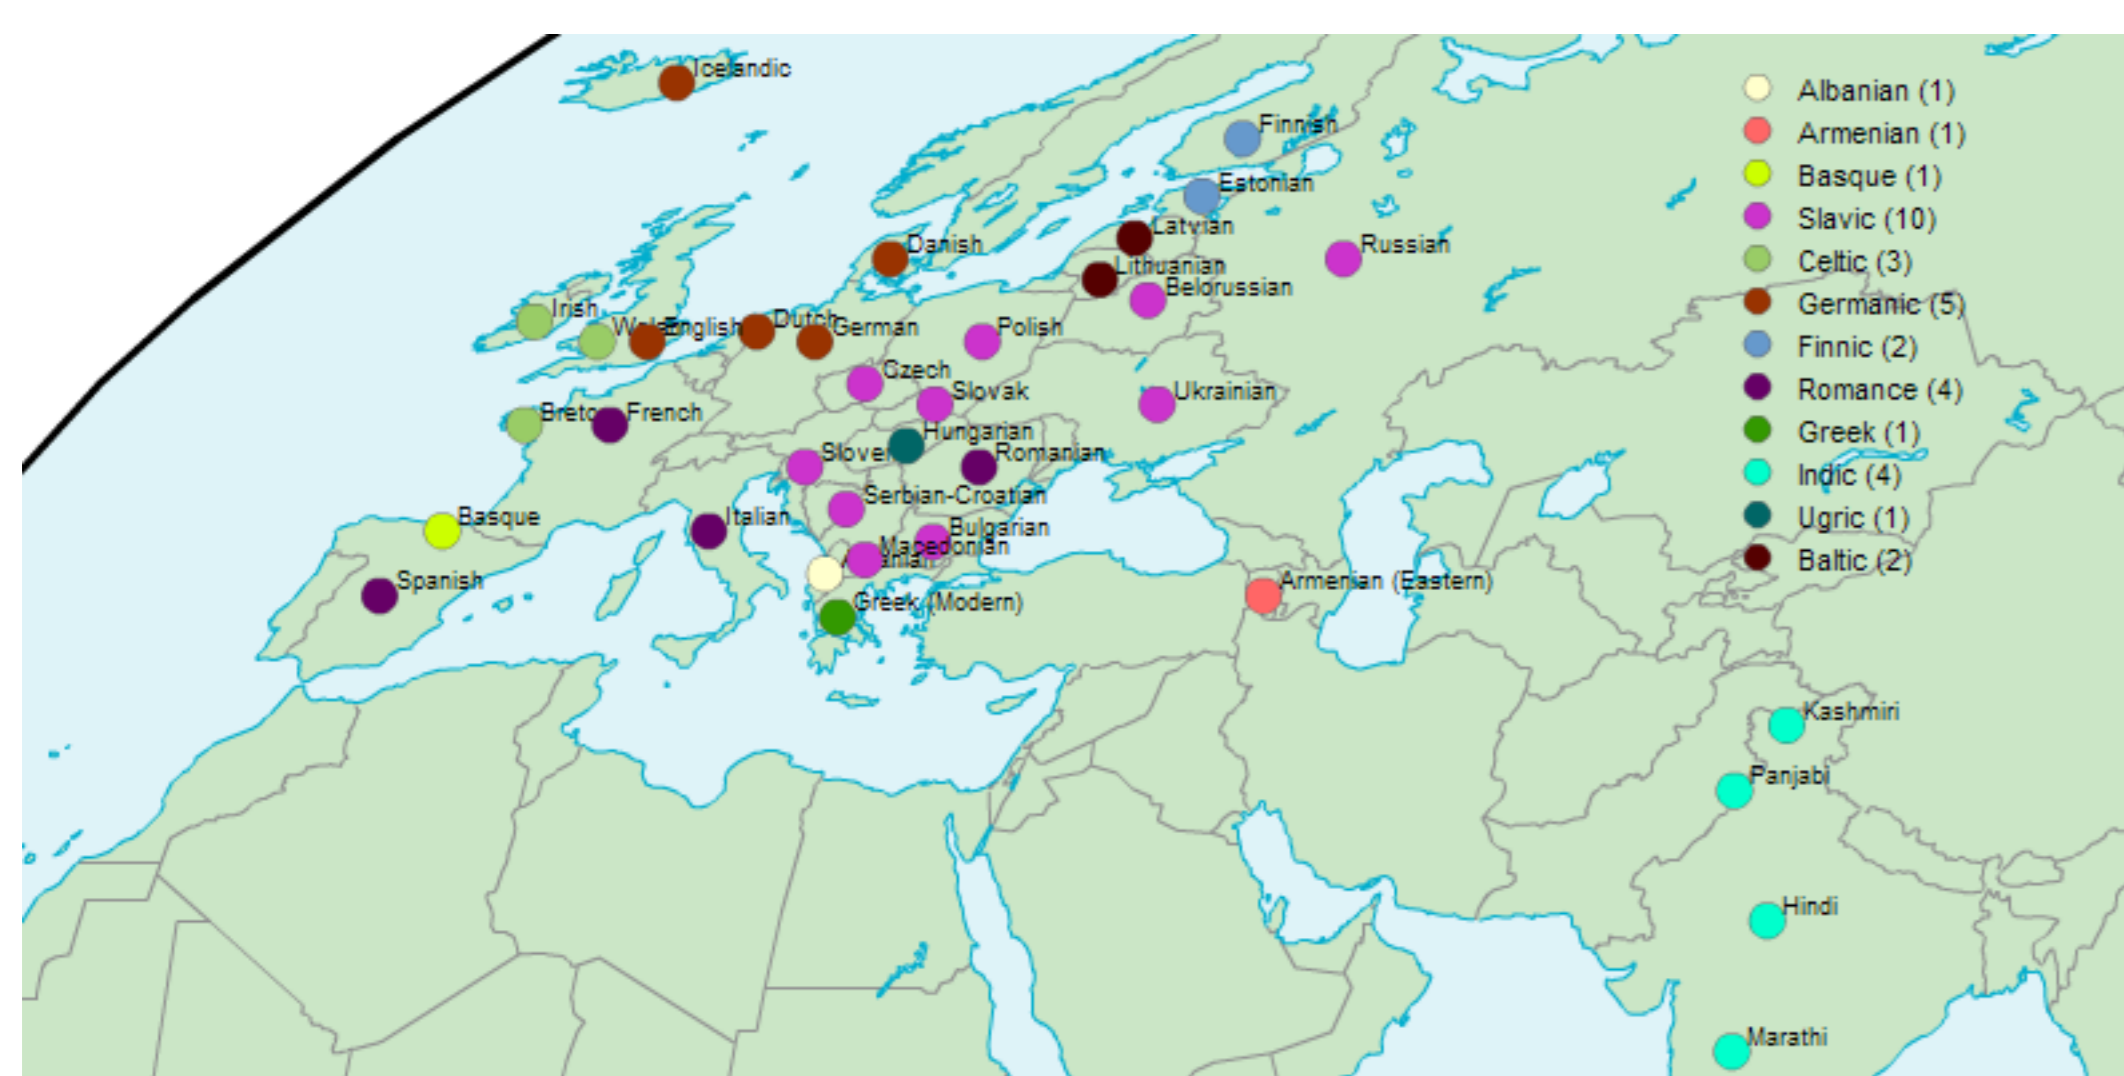 Icelandic
Finnish
Estonian
Latvian
Danish
Russian
Lithuanian
Belorussian
Irish
English
Dutch
German
Polish
Czech
Slovak
Ukrainian
French
Hungarian
Romanian
Serbian-Croatian
Basque
Italian
Bulgarian
Macedonian
Spanish
Armenian (Eastern)
Greek (Modern)
Kashmiri
Panjabi
Hindi
Marathi
Albanian (1)
Armenian (1)
Basque (1)
Slavic (10)
Celtic (3)
Germanic (5)
Finnic (2)
Romance (4)
Greek (1)
Indic (4)
Ugric (1)
Baltic (2)